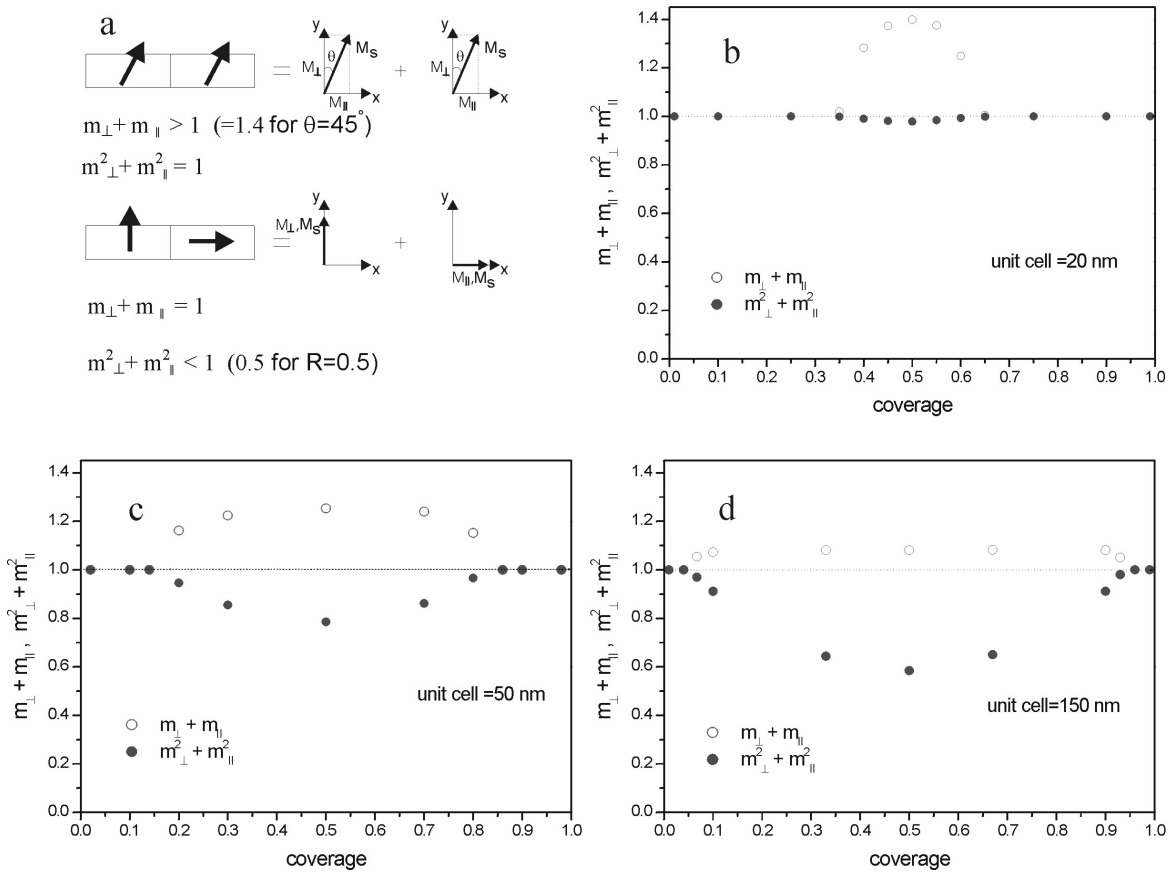 a
y
θ
Ms
M⊥
M||
x
=
+
y
θ
Ms
M⊥
M||
x
m⊥ + m || > 1 (=1.4 for θ=45°)
m²⊥ + m²|| = 1
y
M⊥,Ms
x
=
+
y
M||,Ms
x
m⊥ + m || = 1
m²⊥ + m²|| < 1 (0.5 for R=0.5)
b
m⊥ + m|| , m²⊥ + m²||
1.4
1.2
1.0
0.8
0.6
0.4
0.2
0.0
unit cell =20 nm
m⊥ + m||
m²⊥ + m²||
0.0 0.1 0.2 0.3 0.4 0.5 0.6 0.7 0.8 0.9 1.0
coverage
c
m⊥ + m|| , m²⊥ + m²||
1.4
1.2
1.0
0.8
0.6
0.4
0.2
0.0
unit cell =50 nm
m⊥ + m||
m²⊥ + m²||
0.0 0.1 0.2 0.3 0.4 0.5 0.6 0.7 0.8 0.9 1.0
coverage
d
m⊥ + m|| , m²⊥ + m²||
1.4
1.2
1.0
0.8
0.6
0.4
0.2
0.0
unit cell=150 nm
m⊥ + m||
m²⊥ + m²||
0.0 0.1 0.2 0.3 0.4 0.5 0.6 0.7 0.8 0.9 1.0
coverage